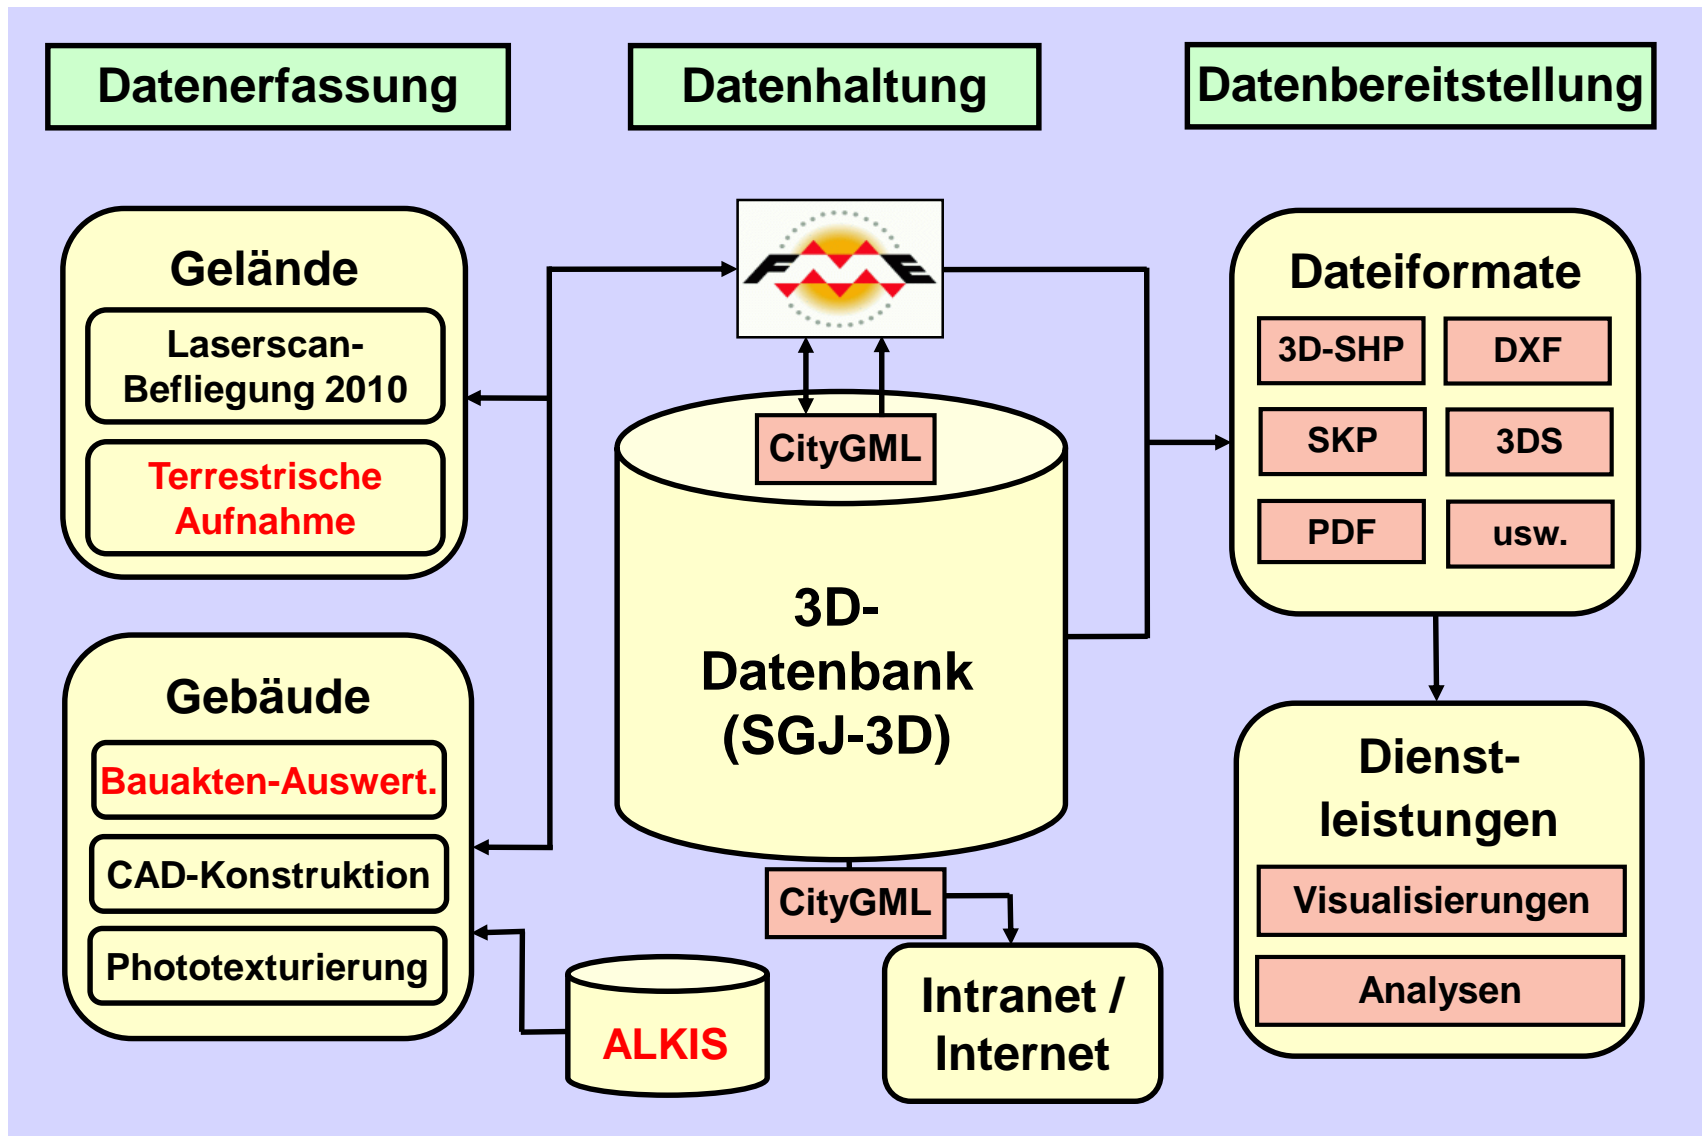 Datenerfassung
Datenhaltung
Datenbereitstellung
Gelände
Laserscan-
Befliegung 2010
Terrestrische
Aufnahme
Gebäude
Bauakten-Auswert.
CAD-Konstruktion
Phototexturierung
FME
CityGML
3D-
Datenbank
(SGJ-3D)
CityGML
ALKIS
Intranet /
Internet
Dateiformate
3D-SHP
DXF
SKP
3DS
PDF
usw.
Dienst-
leistungen
Visualisierungen
Analysen